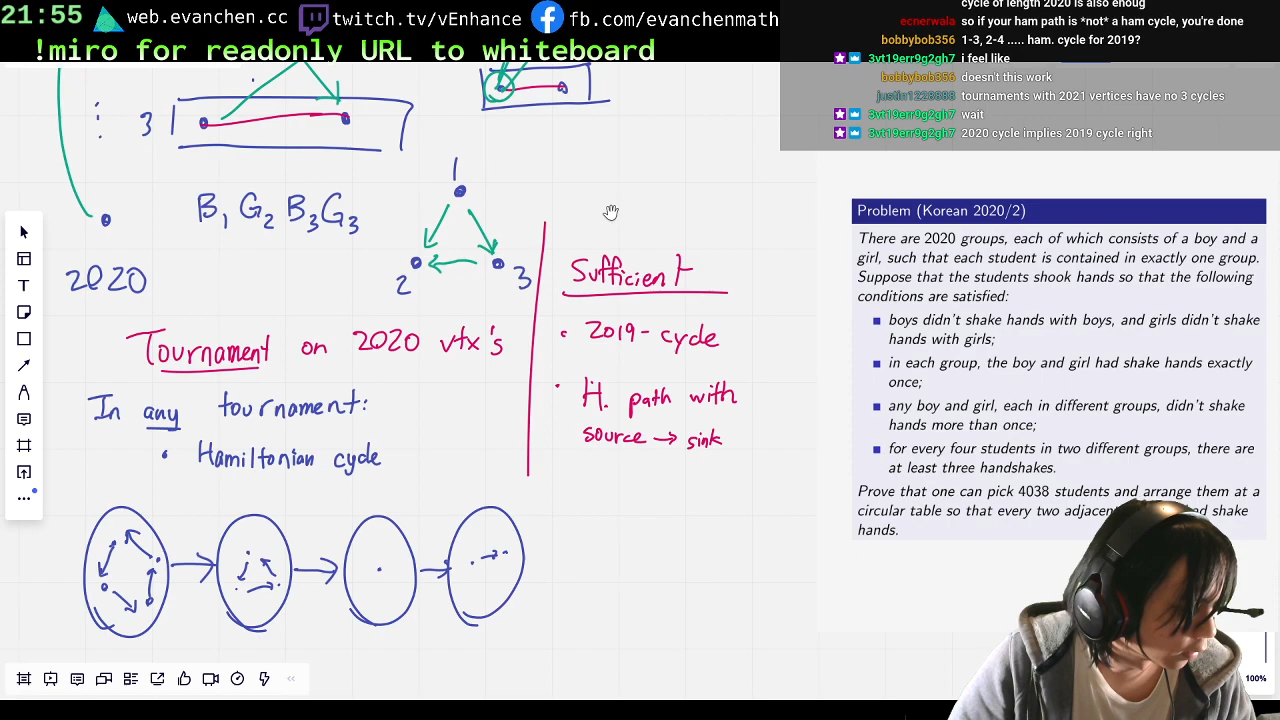 21:55
web.evanchen.cc
twitch.tv/vEnhance
fb.com/evanchenmath
!miro for readonly URL to whiteboard
cycle of length 2020 is also enoug
ecnerwala so if your ham path is *not* a ham cycle, you're done
bobbybob356 1-3, 2-4 ..... ham. cycle for 2019?
3vt19err9g2gh7 i feel like
bobbybob356 doesn't this work
justin1228888 tournaments with 2021 vertices have no 3 cycles
3vt19err9g2gh7 wait
3vt19err9g2gh7 2020 cycle implies 2019 cycle right
3
B₁ G₂ B₃G₃
2020
1
2
3
Tournament on 2020 vtx's
In any tournament:
• Hamiltonian cycle
Sufficient
• 2019-cycle
• H. path with
source → sink
Problem (Korean 2020/2)
There are 2020 groups, each of which consists of a boy and a
girl, such that each student is contained in exactly one group.
Suppose that the students shook hands so that the following
conditions are satisfied:
boys didn't shake hands with boys, and girls didn't shake
hands with girls;
in each group, the boy and girl had shake hands exactly
once;
any boy and girl, each in different groups, didn't shake
hands more than once;
for every four students in two different groups, there are
at least three handshakes.
Prove that one can pick 4038 students and arrange them at a
circular table so that every two adjacent shake
hands.
T
100%